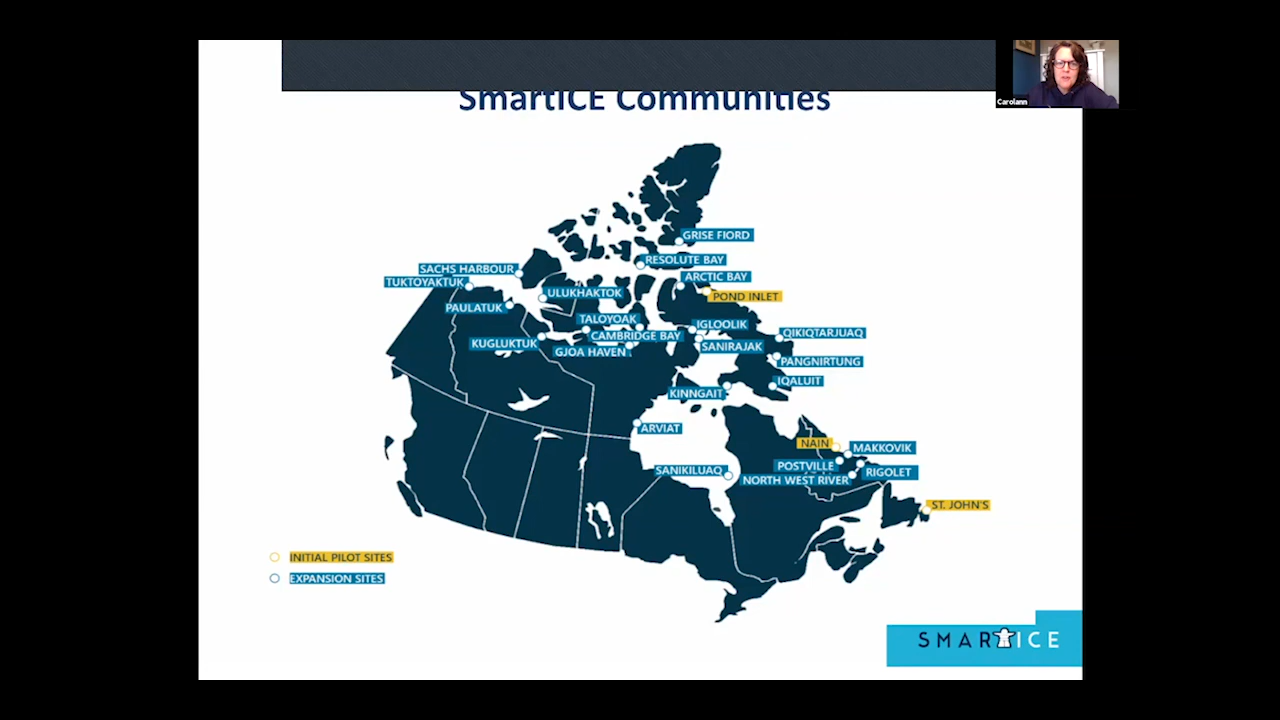 SmartICE Communities
Carolann
GRISE FIORD
RESOLUTE BAY
SACHS HARBOUR
ARCTIC BAY
TUKTOYAKTUK
ULUKHAKTOK
POND INLET
PAULATUK
TALOYOAK
IGLOOLIK
CAMBRIDGE BAY
QIKIQTARJUAQ
KUGLUKTUK
GJOA HAVEN
SANIRAJAK
PANGNIRTUNG
IQALUIT
KINNGAIT
ARVIAT
NAIN
MAKKOVIK
SANIKILUAQ
POSTVILLE
RIGOLET
NORTH WEST RIVER
ST. JOHN'S
INITIAL PILOT SITES
EXPANSION SITES
SMARTICE